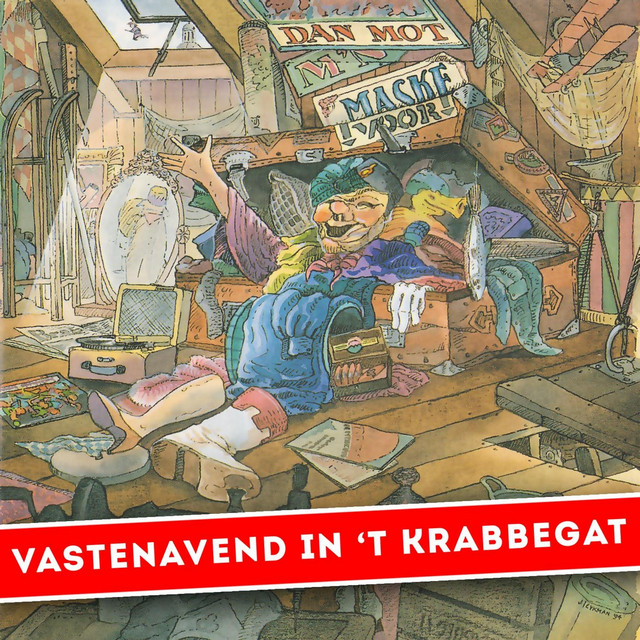 DAN MOT
M'N
MASKE
VOOR!
VASTENAVEND IN ‘T KRABBEGAT